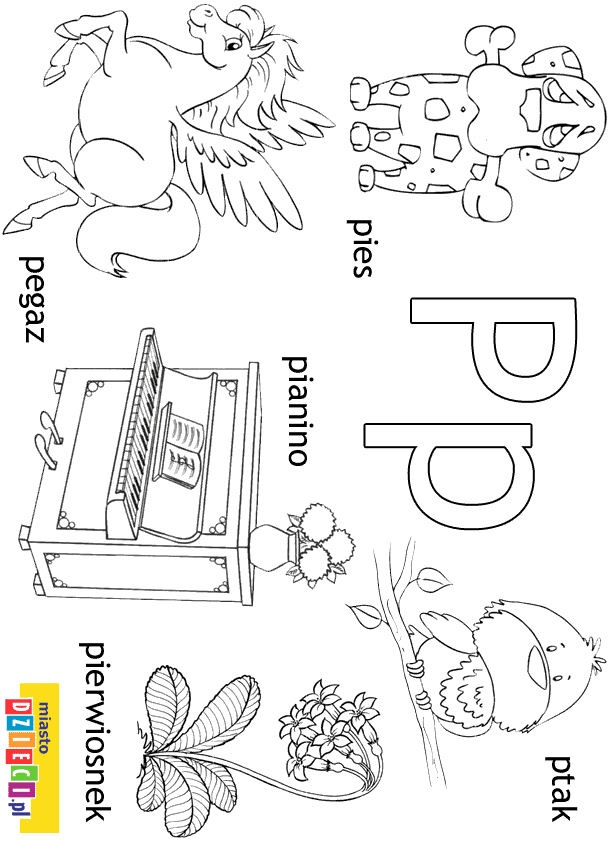 P p
pies
ptak
pianino
pegaz
pierwiosnek
miasto
DZIECI.pl